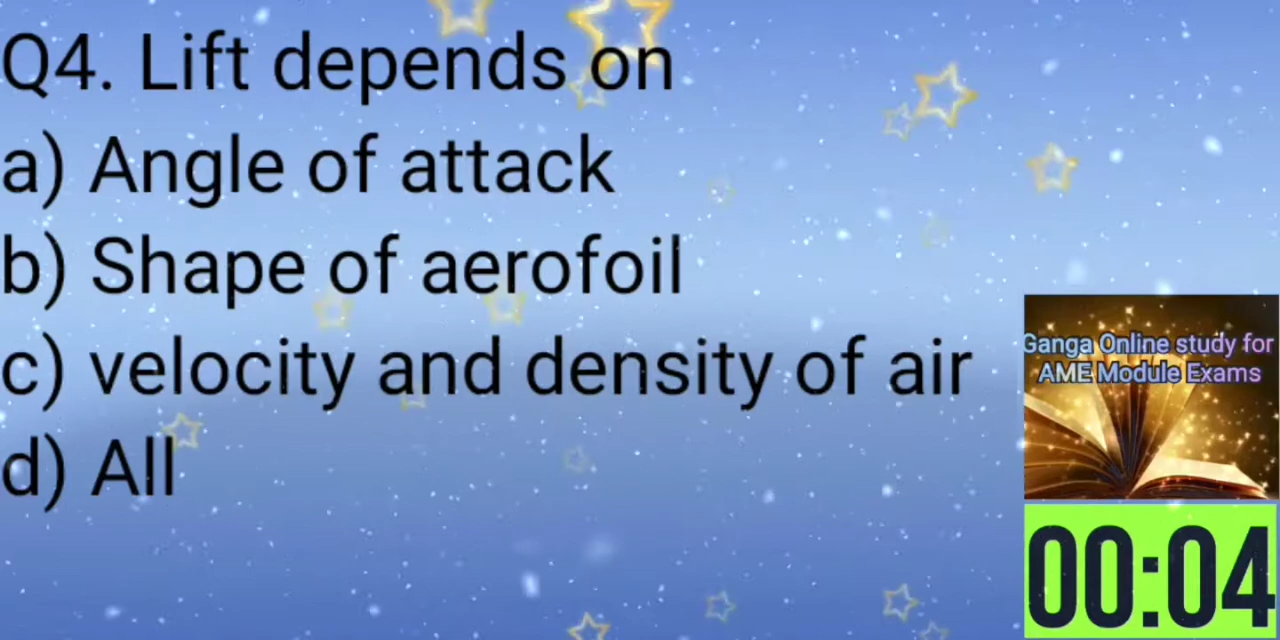 Q4. Lift depends on
a) Angle of attack
b) Shape of aerofoil
c) velocity and density of air
d) All
Ganga Online study for
AME Module Exams
00:04